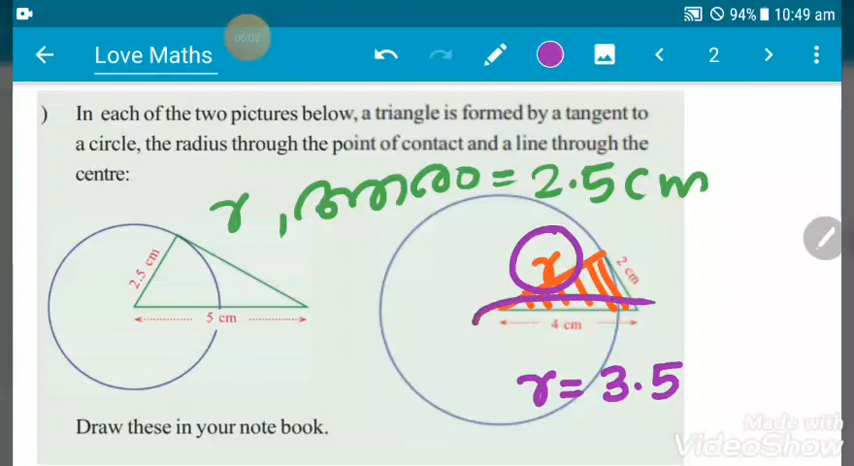 94% 10:49 am
Love Maths
05:02
2
) In each of the two pictures below, a triangle is formed by a tangent to
a circle, the radius through the point of contact and a line through the
centre:
r, ആരം = 2.5cm
2.5 cm
5 cm
r
2 cm
4 cm
r = 3.5
Draw these in your note book.
Made with
VideoShow